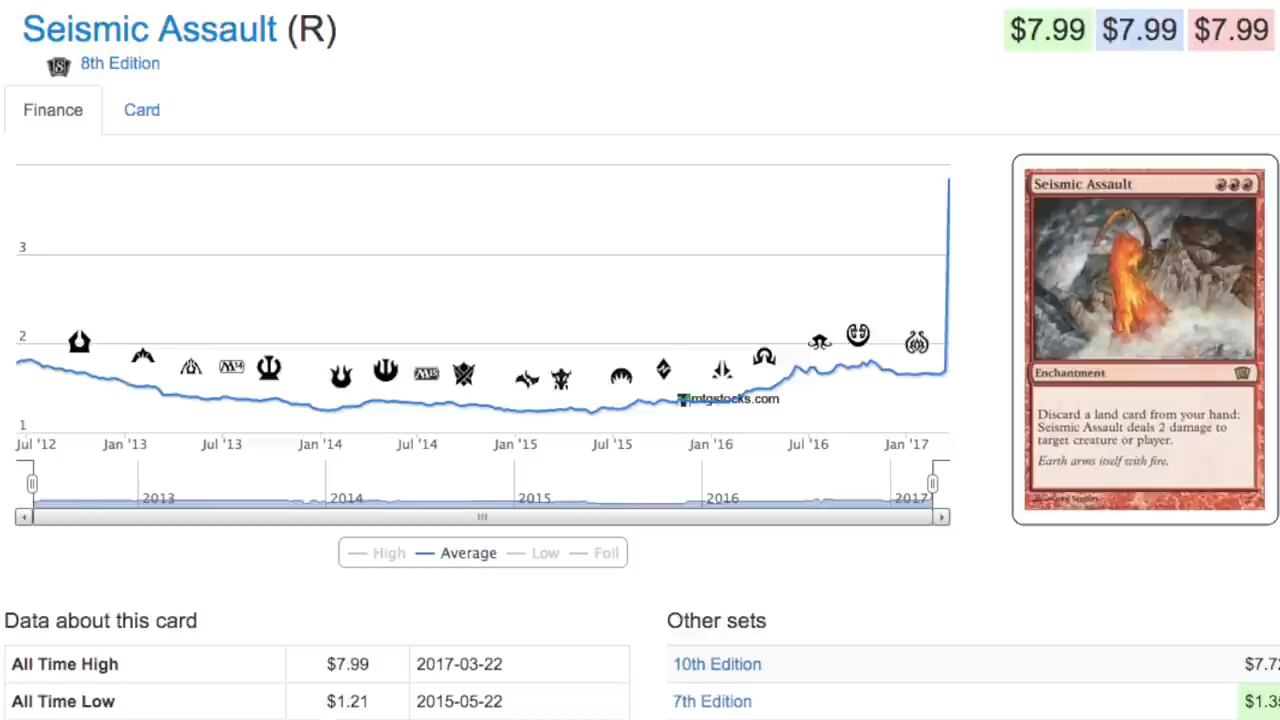 Seismic Assault (R)
$7.99 $7.99 $7.99
8th Edition
Finance Card
3
2
1
mtgstocks.com
Jul '12 Jan '13 Jul '13 Jan '14 Jul '14 Jan '15 Jul '15 Jan '16 Jul '16 Jan '17
2013 2014 2015 2016 2017
High Average Low Foil
Seismic Assault
Enchantment
Discard a land card from your hand:
Seismic Assault deals 2 damage to
target creature or player.
Earth arms itself with fire.
Data about this card
All Time High $7.99 2017-03-22
All Time Low $1.21 2015-05-22
Other sets
10th Edition $7.72
7th Edition $1.35